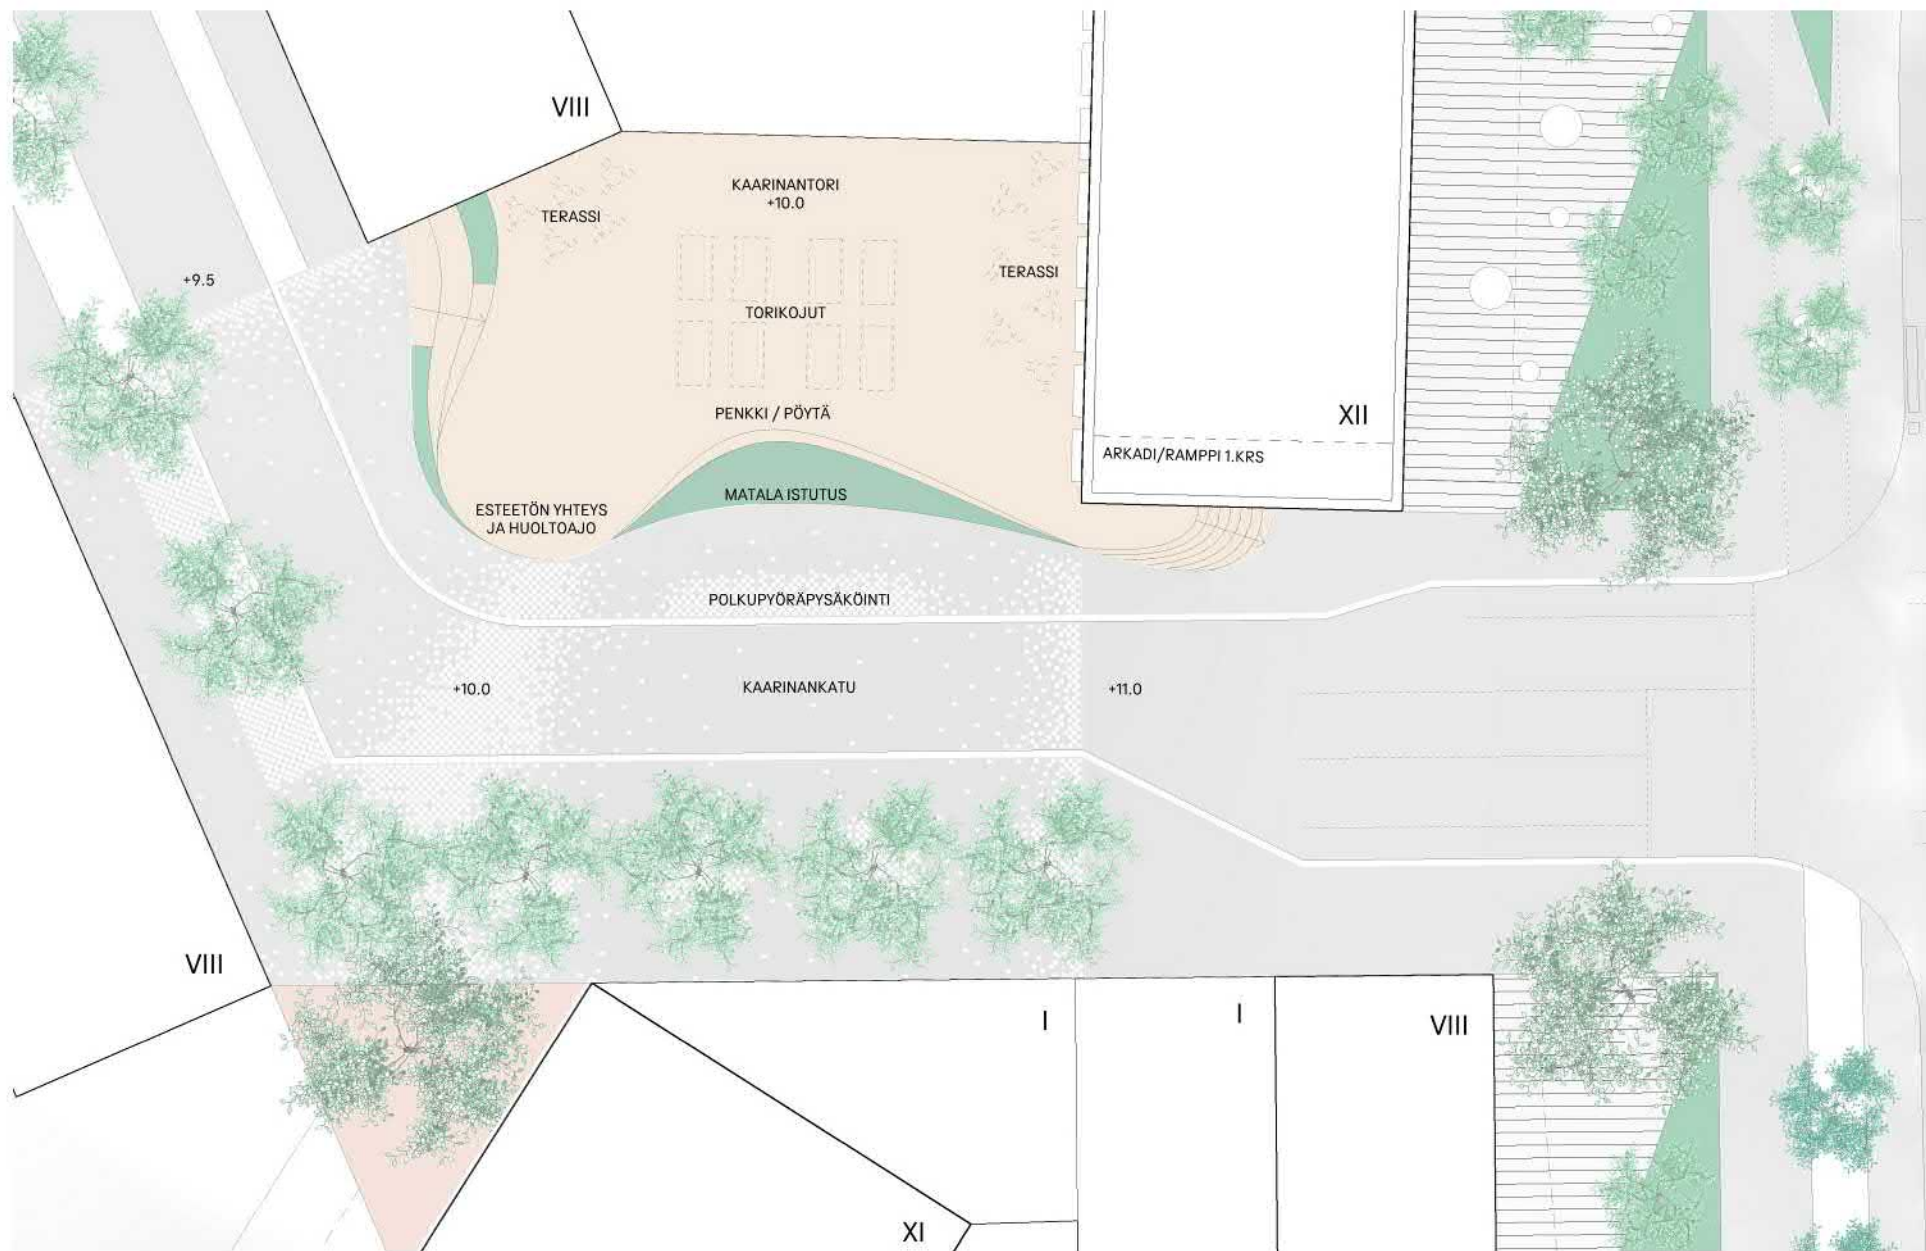 VIII
KAARINANTORI
+10.0
TERASSI
TERASSI
+9.5
TORIKOJUT
PENKKI / PÖYTÄ
XII
ARKADI/RAMPPI 1.KRS
MATALA ISTUTUS
ESTEETÖN YHTEYS
JA HUOLTOAJO
POLKUPYÖRÄPYSÄKÖINTI
+10.0
KAARINANKATU
+11.0
VIII
I
I
VIII
XI